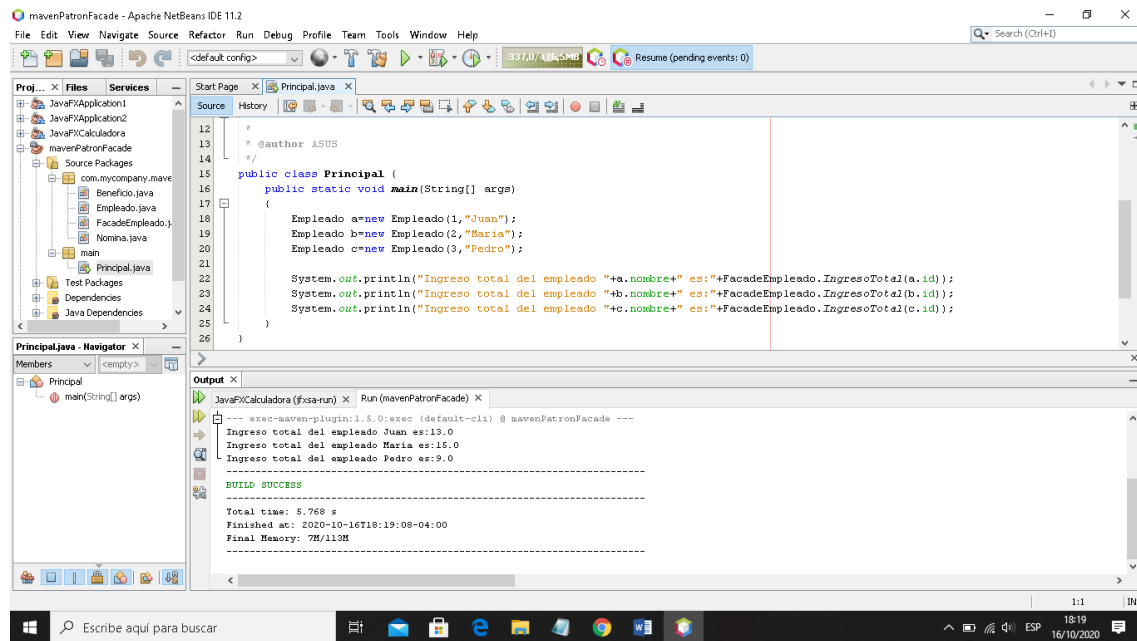 mavenPatronFacade - Apache NetBeans IDE 11.2
File Edit View Navigate Source Refactor Run Debug Profile Team Tools Window Help
Search (Ctrl+I)
<default config>
Resume (pending events: 0)
Proj... Files Services
Start Page Principal.java
Source History
JavaFXApplication1
JavaFXApplication2
JavaFXCalculadora
mavenPatronFacade
Source Packages
com.mycompany.mave
Beneficio.java
Empleado.java
FacadeEmpleado.j
Nomina.java
main
Principal.java
Test Packages
Dependencies
Java Dependencies
12 *
13 * @author ASUS
14 */
15 public class Principal {
16 public static void main(String[] args)
17 {
18 Empleado a=new Empleado(1,"Juan");
19 Empleado b=new Empleado(2,"Maria");
20 Empleado c=new Empleado(3,"Pedro");
21
22 System.out.println("Ingreso total del empleado "+a.nombre+" es:"+FacadeEmpleado.IngresoTotal(a.id));
23 System.out.println("Ingreso total del empleado "+b.nombre+" es:"+FacadeEmpleado.IngresoTotal(b.id));
24 System.out.println("Ingreso total del empleado "+c.nombre+" es:"+FacadeEmpleado.IngresoTotal(c.id));
25 }
26 }
Principal.java - Navigator
Members <empty>
Principal
main(String[] args)
Output
JavaFXCalculadora (jfxsa-run) Run (mavenPatronFacade)
--- exec-maven-plugin:1.5.0:exec (default-cli) @ mavenPatronFacade ---
Ingreso total del empleado Juan es:13.0
Ingreso total del empleado Maria es:15.0
Ingreso total del empleado Pedro es:9.0
------------------------------------------------------------------------
BUILD SUCCESS
------------------------------------------------------------------------
Total time: 5.768 s
Finished at: 2020-10-16T18:19:08-04:00
Final Memory: 7M/113M
------------------------------------------------------------------------
1:1 IN
Escribe aquí para buscar
ESP
18:19
16/10/2020